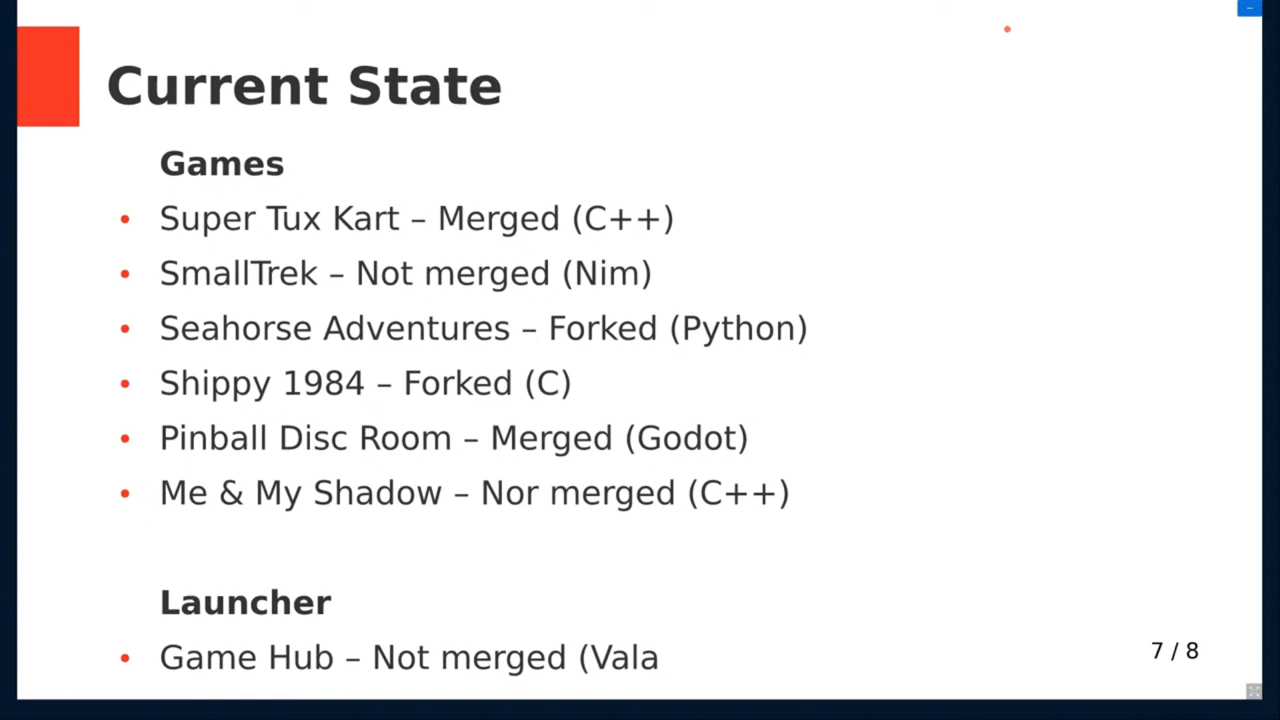 Current State
Games
• Super Tux Kart – Merged (C++)
• SmallTrek – Not merged (Nim)
• Seahorse Adventures – Forked (Python)
• Shippy 1984 – Forked (C)
• Pinball Disc Room – Merged (Godot)
• Me & My Shadow – Nor merged (C++)
Launcher
• Game Hub – Not merged (Vala
7 / 8